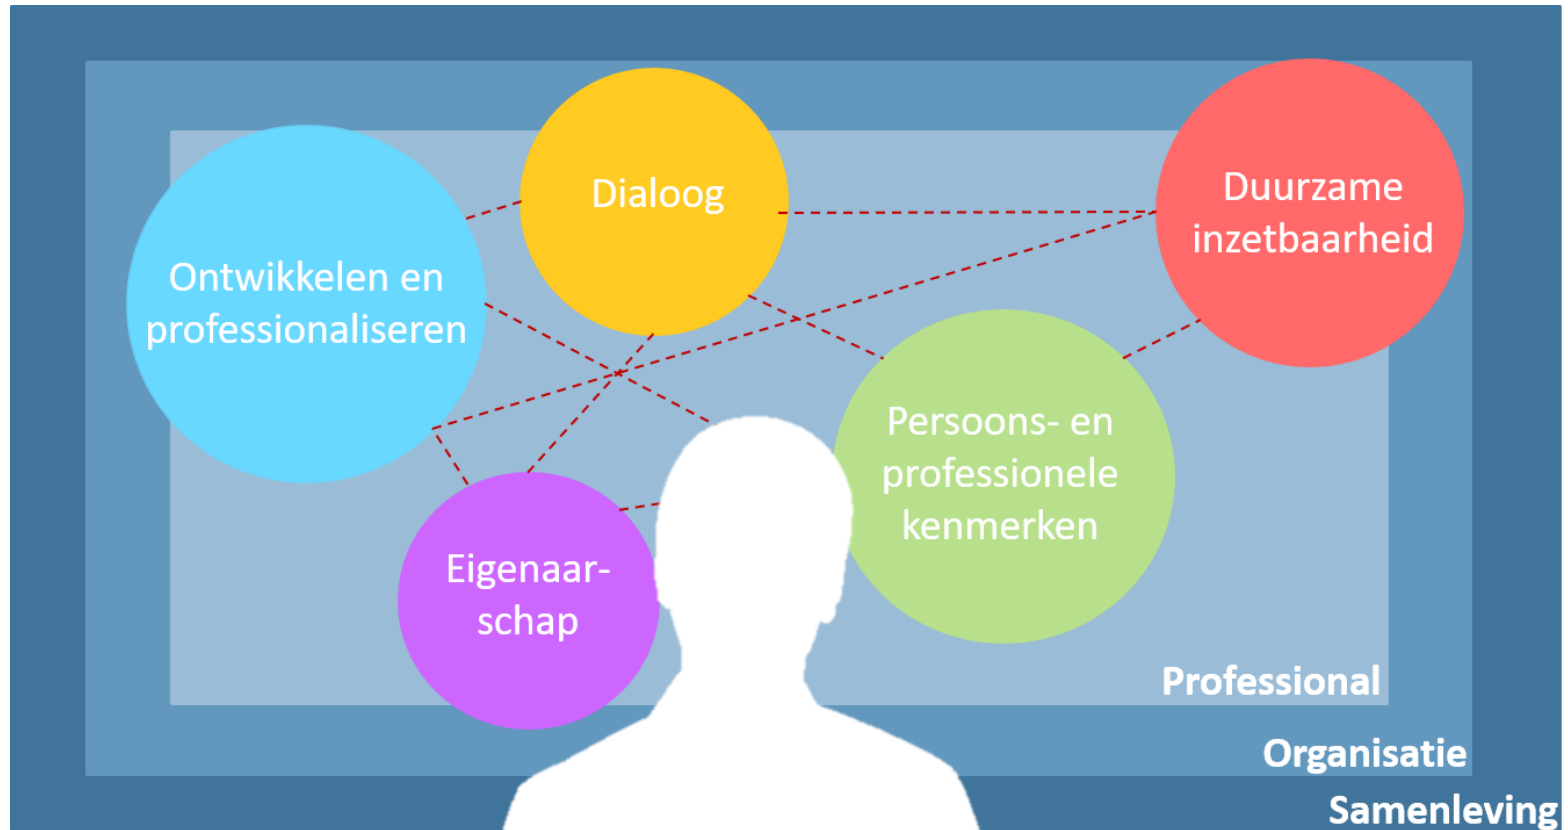 Dialoog
Duurzame
inzetbaarheid
Ontwikkelen en
professionaliseren
Persoons- en
professionele
kenmerken
Eigenaar-
schap
Professional
Organisatie
Samenleving